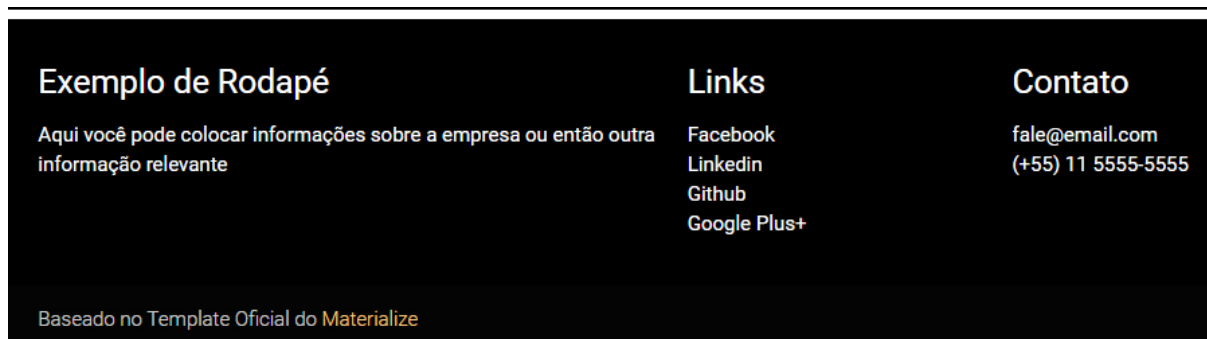 Exemplo de Rodapé
Aqui você pode colocar informações sobre a empresa ou então outra
informação relevante
Links
Facebook
Linkedin
Github
Google Plus+
Contato
fale@email.com
(+55) 11 5555-5555
Baseado no Template Oficial do Materialize